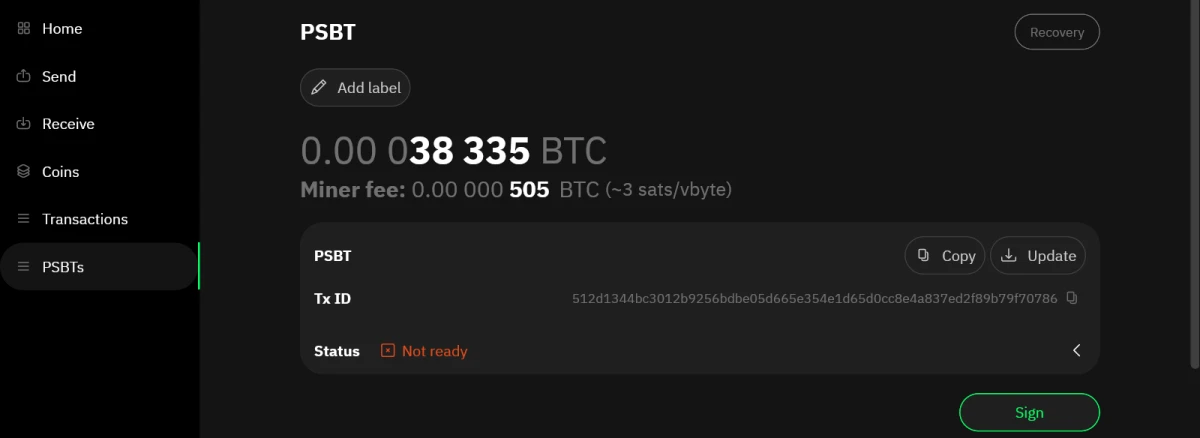 Home
Send
Receive
Coins
Transactions
PSBTs
PSBT
Recovery
Add label
0.00 038 335 BTC
Miner fee: 0.00 000 505 BTC (~3 sats/vbyte)
PSBT
Copy
Update
Tx ID 512d1344bc3012b9256bdbe05d665e354e1d65d0cc8e4a837ed2f89b79f70786
Status Not ready
Sign